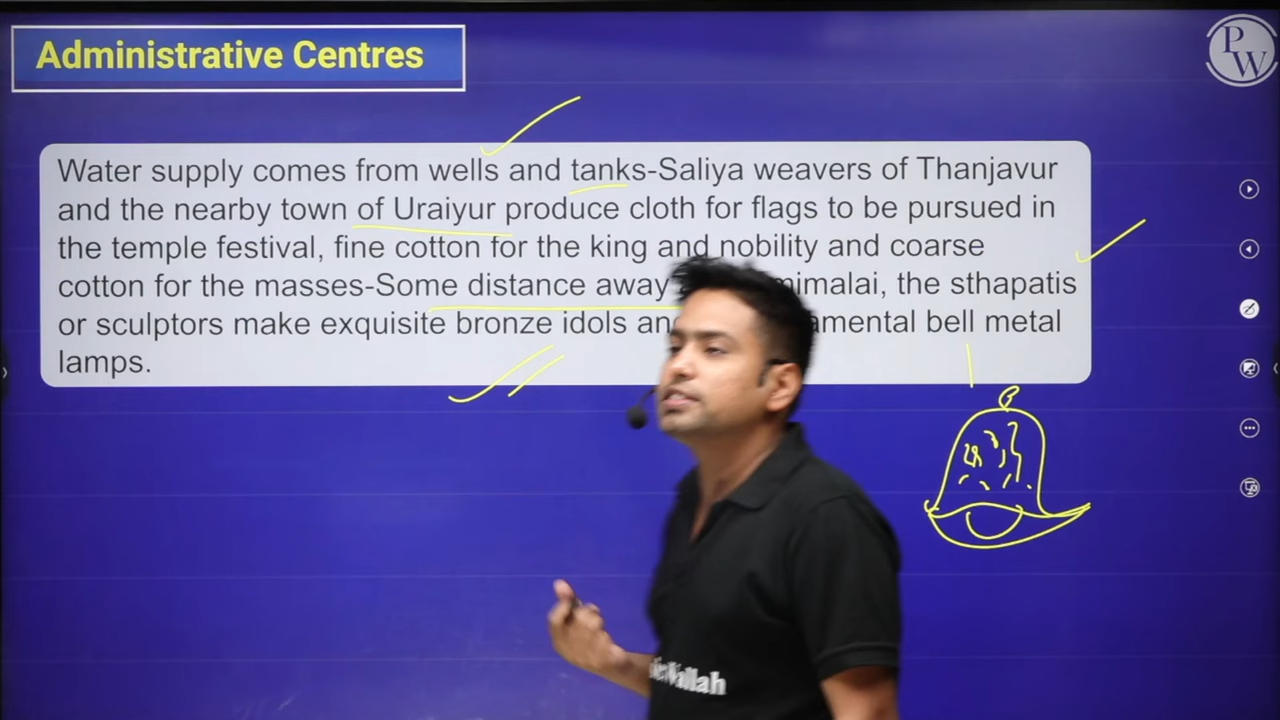 Administrative Centres
PW
Water supply comes from wells and tanks-Saliya weavers of Thanjavur
and the nearby town of Uraiyur produce cloth for flags to be pursued in
the temple festival, fine cotton for the king and nobility and coarse
cotton for the masses-Some distance away the sthapatis
or sculptors make exquisite bronze idols bell metal
lamps.
Wallah